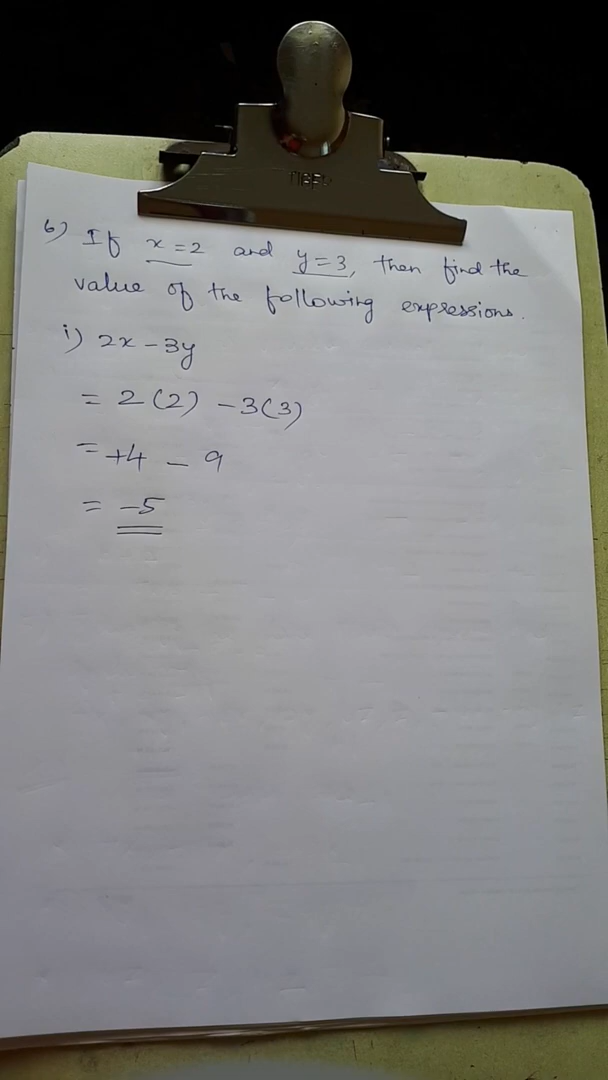 6) If x = 2 and y = 3, then find the
value of the following expressions.
i) 2x - 3y
= 2(2) - 3(3)
= +4 - 9
= -5